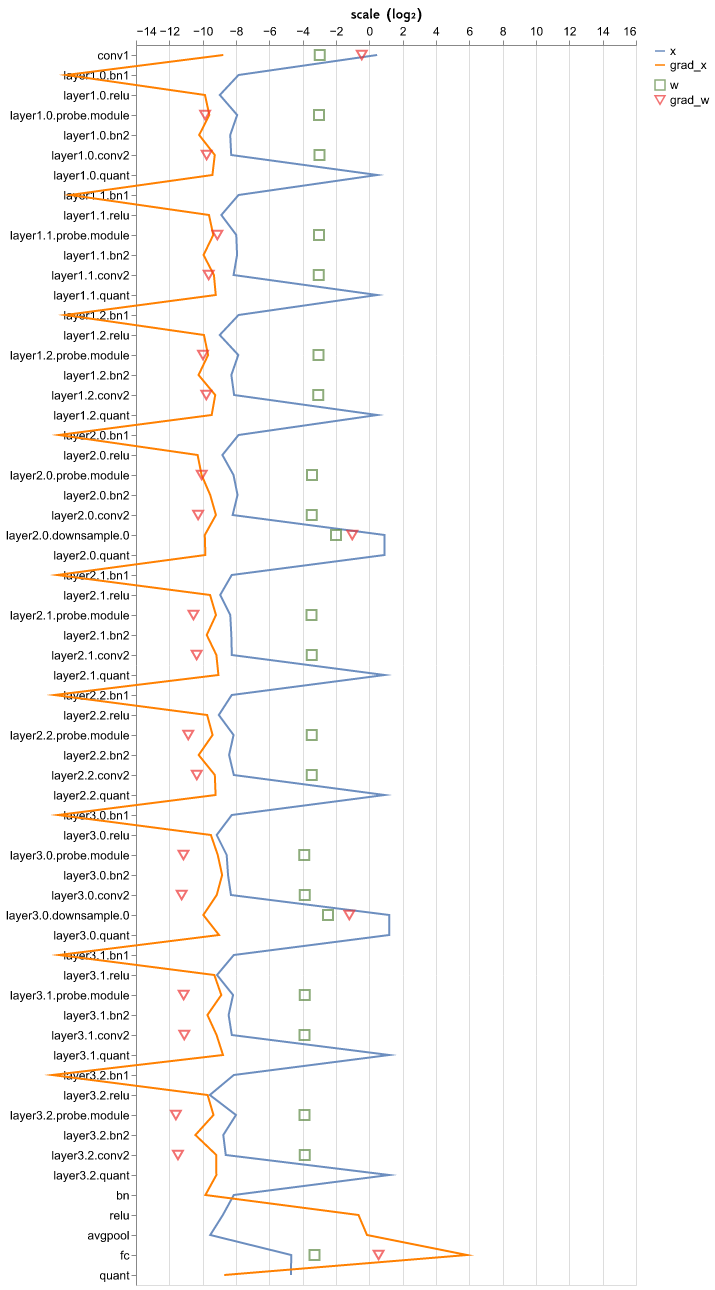 scale (log₂)
−14 −12 −10 −8 −6 −4 −2 0 2 4 6 8 10 12 14 16
x
grad_x
w
grad_w
conv1
layer1.0.bn1
layer1.0.relu
layer1.0.probe.module
layer1.0.bn2
layer1.0.conv2
layer1.0.quant
layer1.1.bn1
layer1.1.relu
layer1.1.probe.module
layer1.1.bn2
layer1.1.conv2
layer1.1.quant
layer1.2.bn1
layer1.2.relu
layer1.2.probe.module
layer1.2.bn2
layer1.2.conv2
layer1.2.quant
layer2.0.bn1
layer2.0.relu
layer2.0.probe.module
layer2.0.bn2
layer2.0.conv2
layer2.0.downsample.0
layer2.0.quant
layer2.1.bn1
layer2.1.relu
layer2.1.probe.module
layer2.1.bn2
layer2.1.conv2
layer2.1.quant
layer2.2.bn1
layer2.2.relu
layer2.2.probe.module
layer2.2.bn2
layer2.2.conv2
layer2.2.quant
layer3.0.bn1
layer3.0.relu
layer3.0.probe.module
layer3.0.bn2
layer3.0.conv2
layer3.0.downsample.0
layer3.0.quant
layer3.1.bn1
layer3.1.relu
layer3.1.probe.module
layer3.1.bn2
layer3.1.conv2
layer3.1.quant
layer3.2.bn1
layer3.2.relu
layer3.2.probe.module
layer3.2.bn2
layer3.2.conv2
layer3.2.quant
bn
relu
avgpool
fc
quant